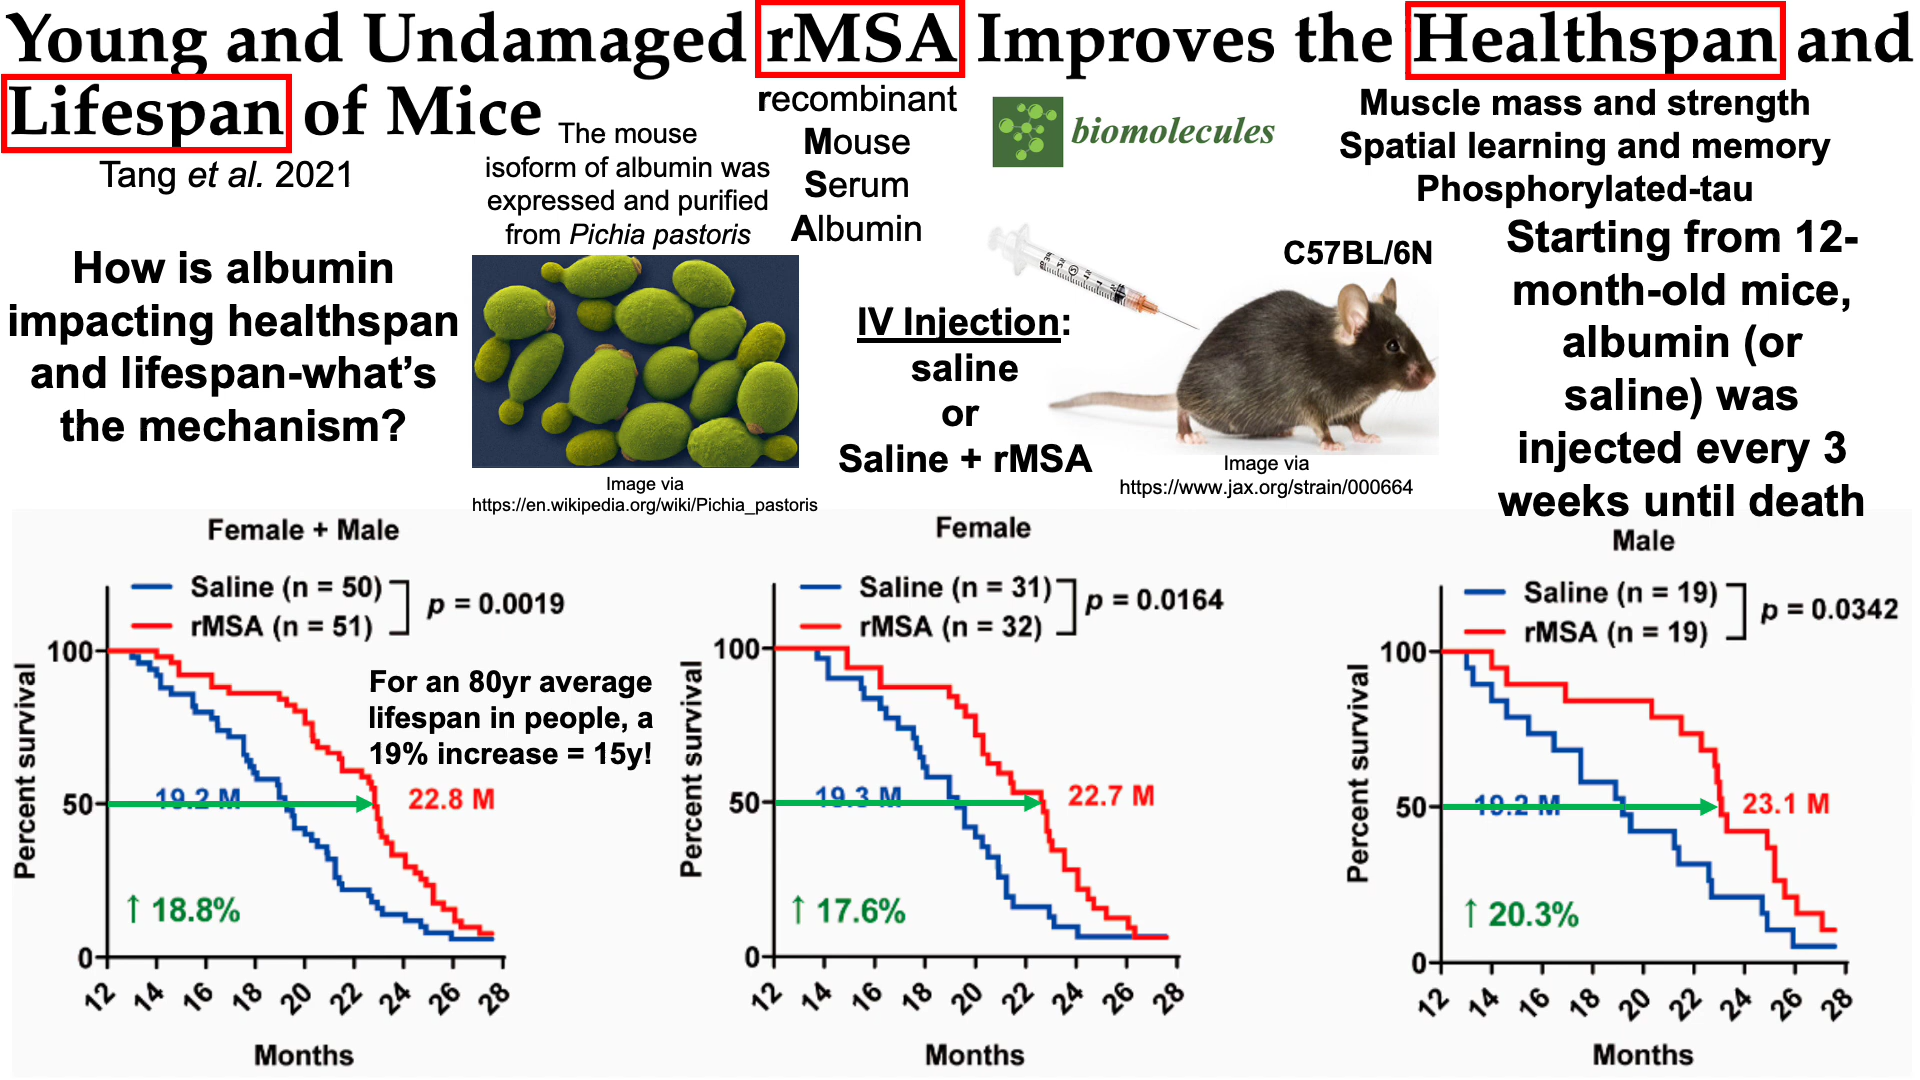 Young and Undamaged rMSA Improves the Healthspan and
Lifespan of Mice
Tang et al. 2021
The mouse
isoform of albumin was
expressed and purified
from Pichia pastoris
recombinant
Mouse
Serum
Albumin
biomolecules
Muscle mass and strength
Spatial learning and memory
Phosphorylated-tau
How is albumin
impacting healthspan
and lifespan-what's
the mechanism?
Image via
https://en.wikipedia.org/wiki/Pichia_pastoris
IV Injection:
saline
or
Saline + rMSA
C57BL/6N
Image via
https://www.jax.org/strain/000664
Starting from 12-
month-old mice,
albumin (or
saline) was
injected every 3
weeks until death
Female + Male
Saline (n = 50)
rMSA (n = 51)
p = 0.0019
For an 80yr average
lifespan in people, a
19% increase = 15y!
Percent survival
100
50
0
19.2 M
22.8 M
↑ 18.8%
12 14 16 18 20 22 24 26 28
Months
Female
Saline (n = 31)
rMSA (n = 32)
p = 0.0164
Percent survival
100
50
0
19.3 M
22.7 M
↑ 17.6%
12 14 16 18 20 22 24 26 28
Months
Male
Saline (n = 19)
rMSA (n = 19)
p = 0.0342
Percent survival
100
50
0
19.2 M
23.1 M
↑ 20.3%
12 14 16 18 20 22 24 26 28
Months